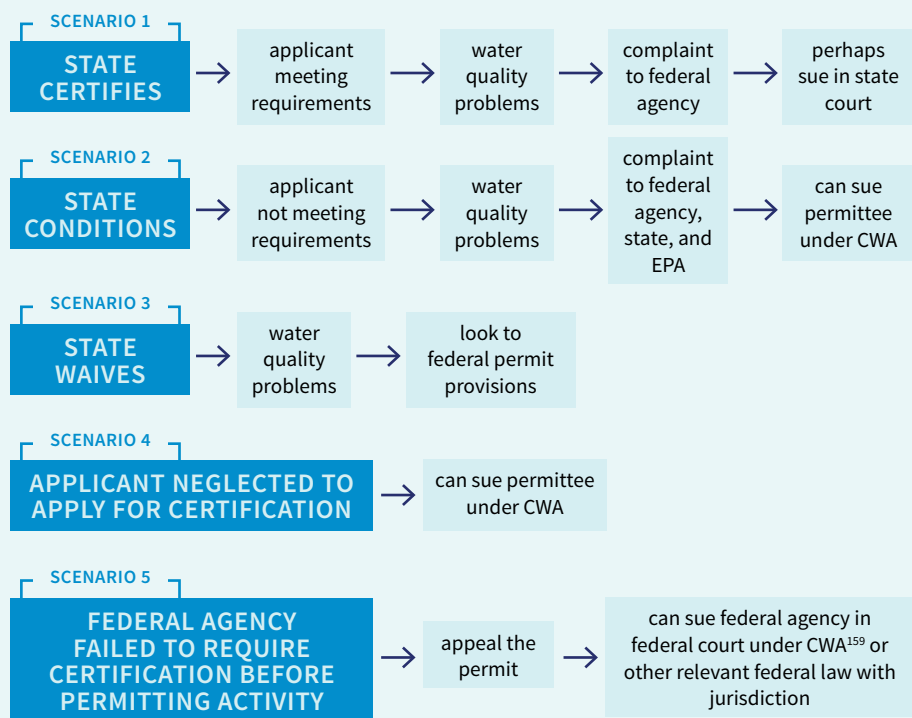 SCENARIO 1
STATE
CERTIFIES
applicant
meeting
requirements
water
quality
problems
complaint
to federal
agency
perhaps
sue in state
court
SCENARIO 2
STATE
CONDITIONS
applicant
not meeting
requirements
water
quality
problems
complaint
to federal
agency,
state, and
EPA
can sue
permittee
under CWA
SCENARIO 3
STATE
WAIVES
water
quality
problems
look to
federal permit
provisions
SCENARIO 4
APPLICANT NEGLECTED TO
APPLY FOR CERTIFICATION
can sue permittee
under CWA
SCENARIO 5
FEDERAL AGENCY
FAILED TO REQUIRE
CERTIFICATION BEFORE
PERMITTING ACTIVITY
appeal the
permit
can sue federal agency in
federal court under CWA¹⁵⁹ or
other relevant federal law with
jurisdiction